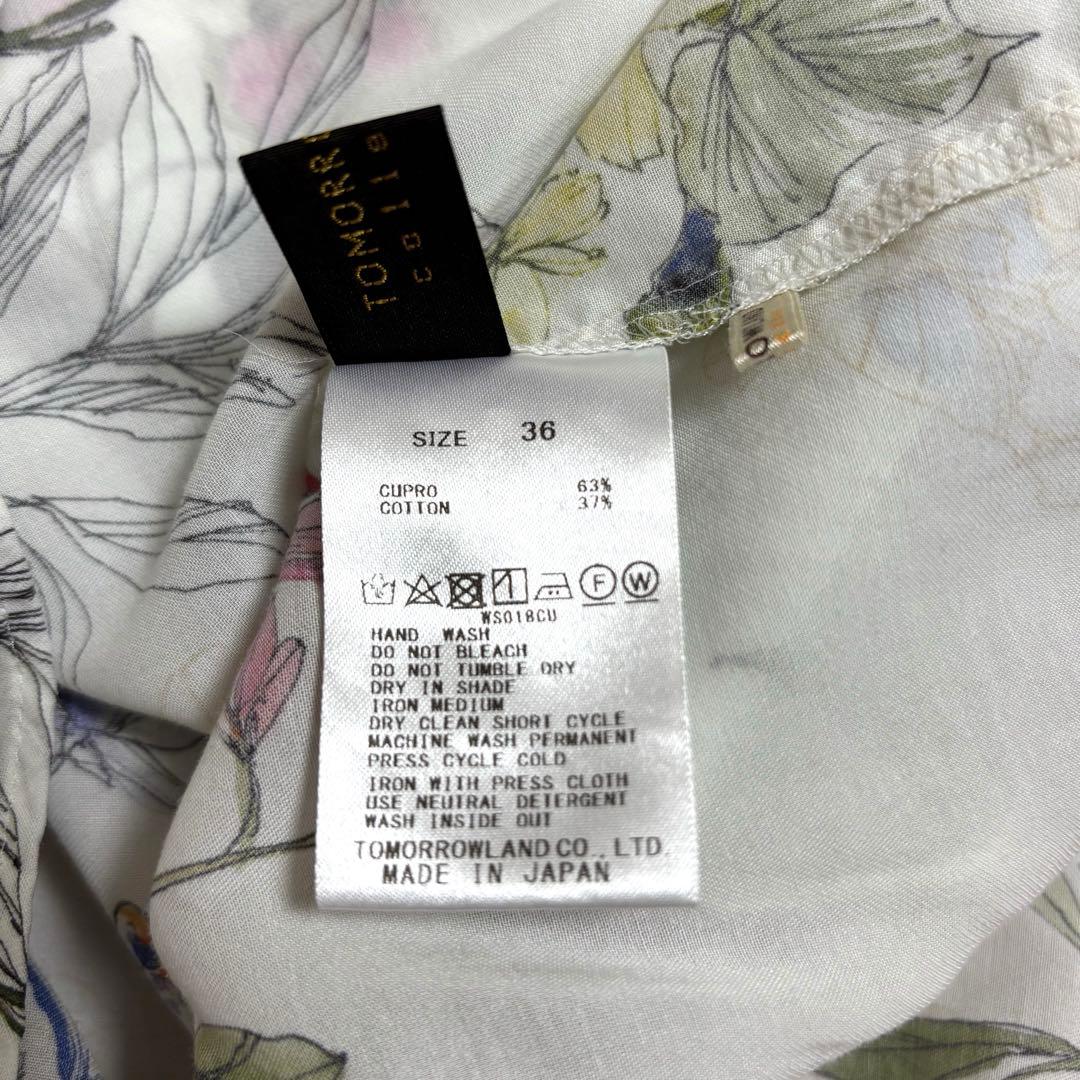 TOMORR
colle
SIZE 36
CUPRO 63%
COTTON 37%
F W
WS018CU
HAND WASH
DO NOT BLEACH
DO NOT TUMBLE DRY
DRY IN SHADE
IRON MEDIUM
DRY CLEAN SHORT CYCLE
MACHINE WASH PERMANENT
PRESS CYCLE COLD
IRON WITH PRESS CLOTH
USE NEUTRAL DETERGENT
WASH INSIDE OUT
TOMORROWLAND CO., LTD.
MADE IN JAPAN